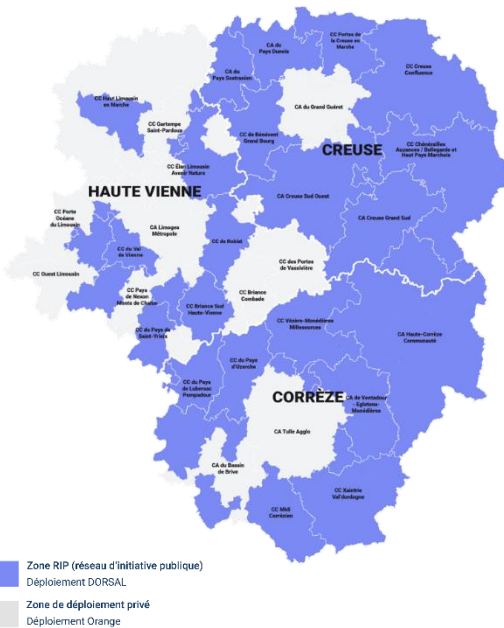 CC Portes de
la Creuse en
Marche
CA du
Pays Dunois
CC Creuse
Confluence
CA du
Pays Sostranien
CC Haut Limousin
en Marche
CA du Grand Guéret
CC Gartempe
Saint-Pardoux
CC de Bénévent
Grand Bourg
CREUSE
CC Chénérailles
Auzances / Bellegarde et
Haut Pays Marchois
CC Élan Limousin
Avenir Nature
HAUTE VIENNE
CA Creuse Sud Ouest
CC Porte
Océane
du Limousin
CA Limoges
Métropole
CA Creuse Grand Sud
CC de Noblat
CC du Val
de Vienne
CC des Portes
de Vassivière
CC Ouest Limousin
CC Pays
de Nexon
Monts de Chalus
CC Briance
Combade
CC Briance Sud
Haute-Vienne
CC Vézère-Monédières
Millesources
CC du Pays de
Saint-Yrieix
CA Haute-Corrèze
Communauté
CC du Pays
d'Uzerche
CC du Pays
de Lubersac
Pompadour
CORRÈZE
CA de Ventadour
- Egletons-
Monédières
CA Tulle Agglo
CA du Bassin
de Brive
CC Xaintrie
Val'dordogne
CC Midi
Corrézien
Zone RIP (réseau d'initiative publique)
Déploiement DORSAL
Zone de déploiement privé
Déploiement Orange